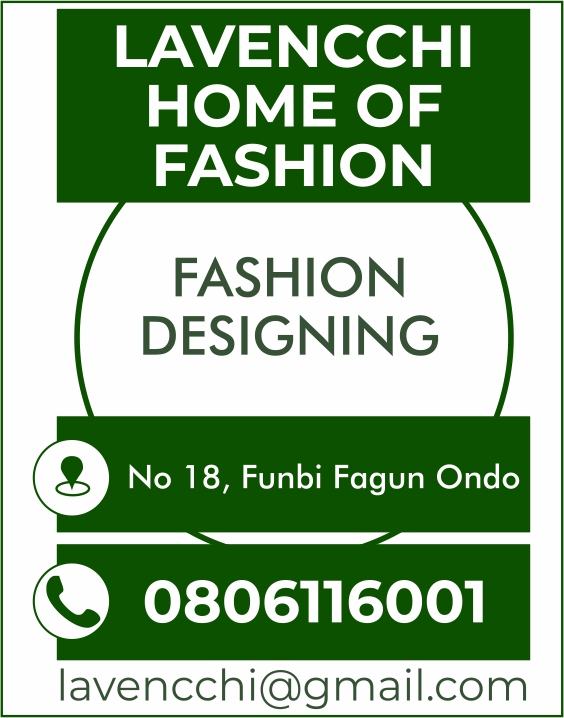 LAVENCCHI
HOME OF
FASHION
FASHION
DESIGNING
No 18, Funbi Fagun Ondo
0806116001
lavencchi@gmail.com